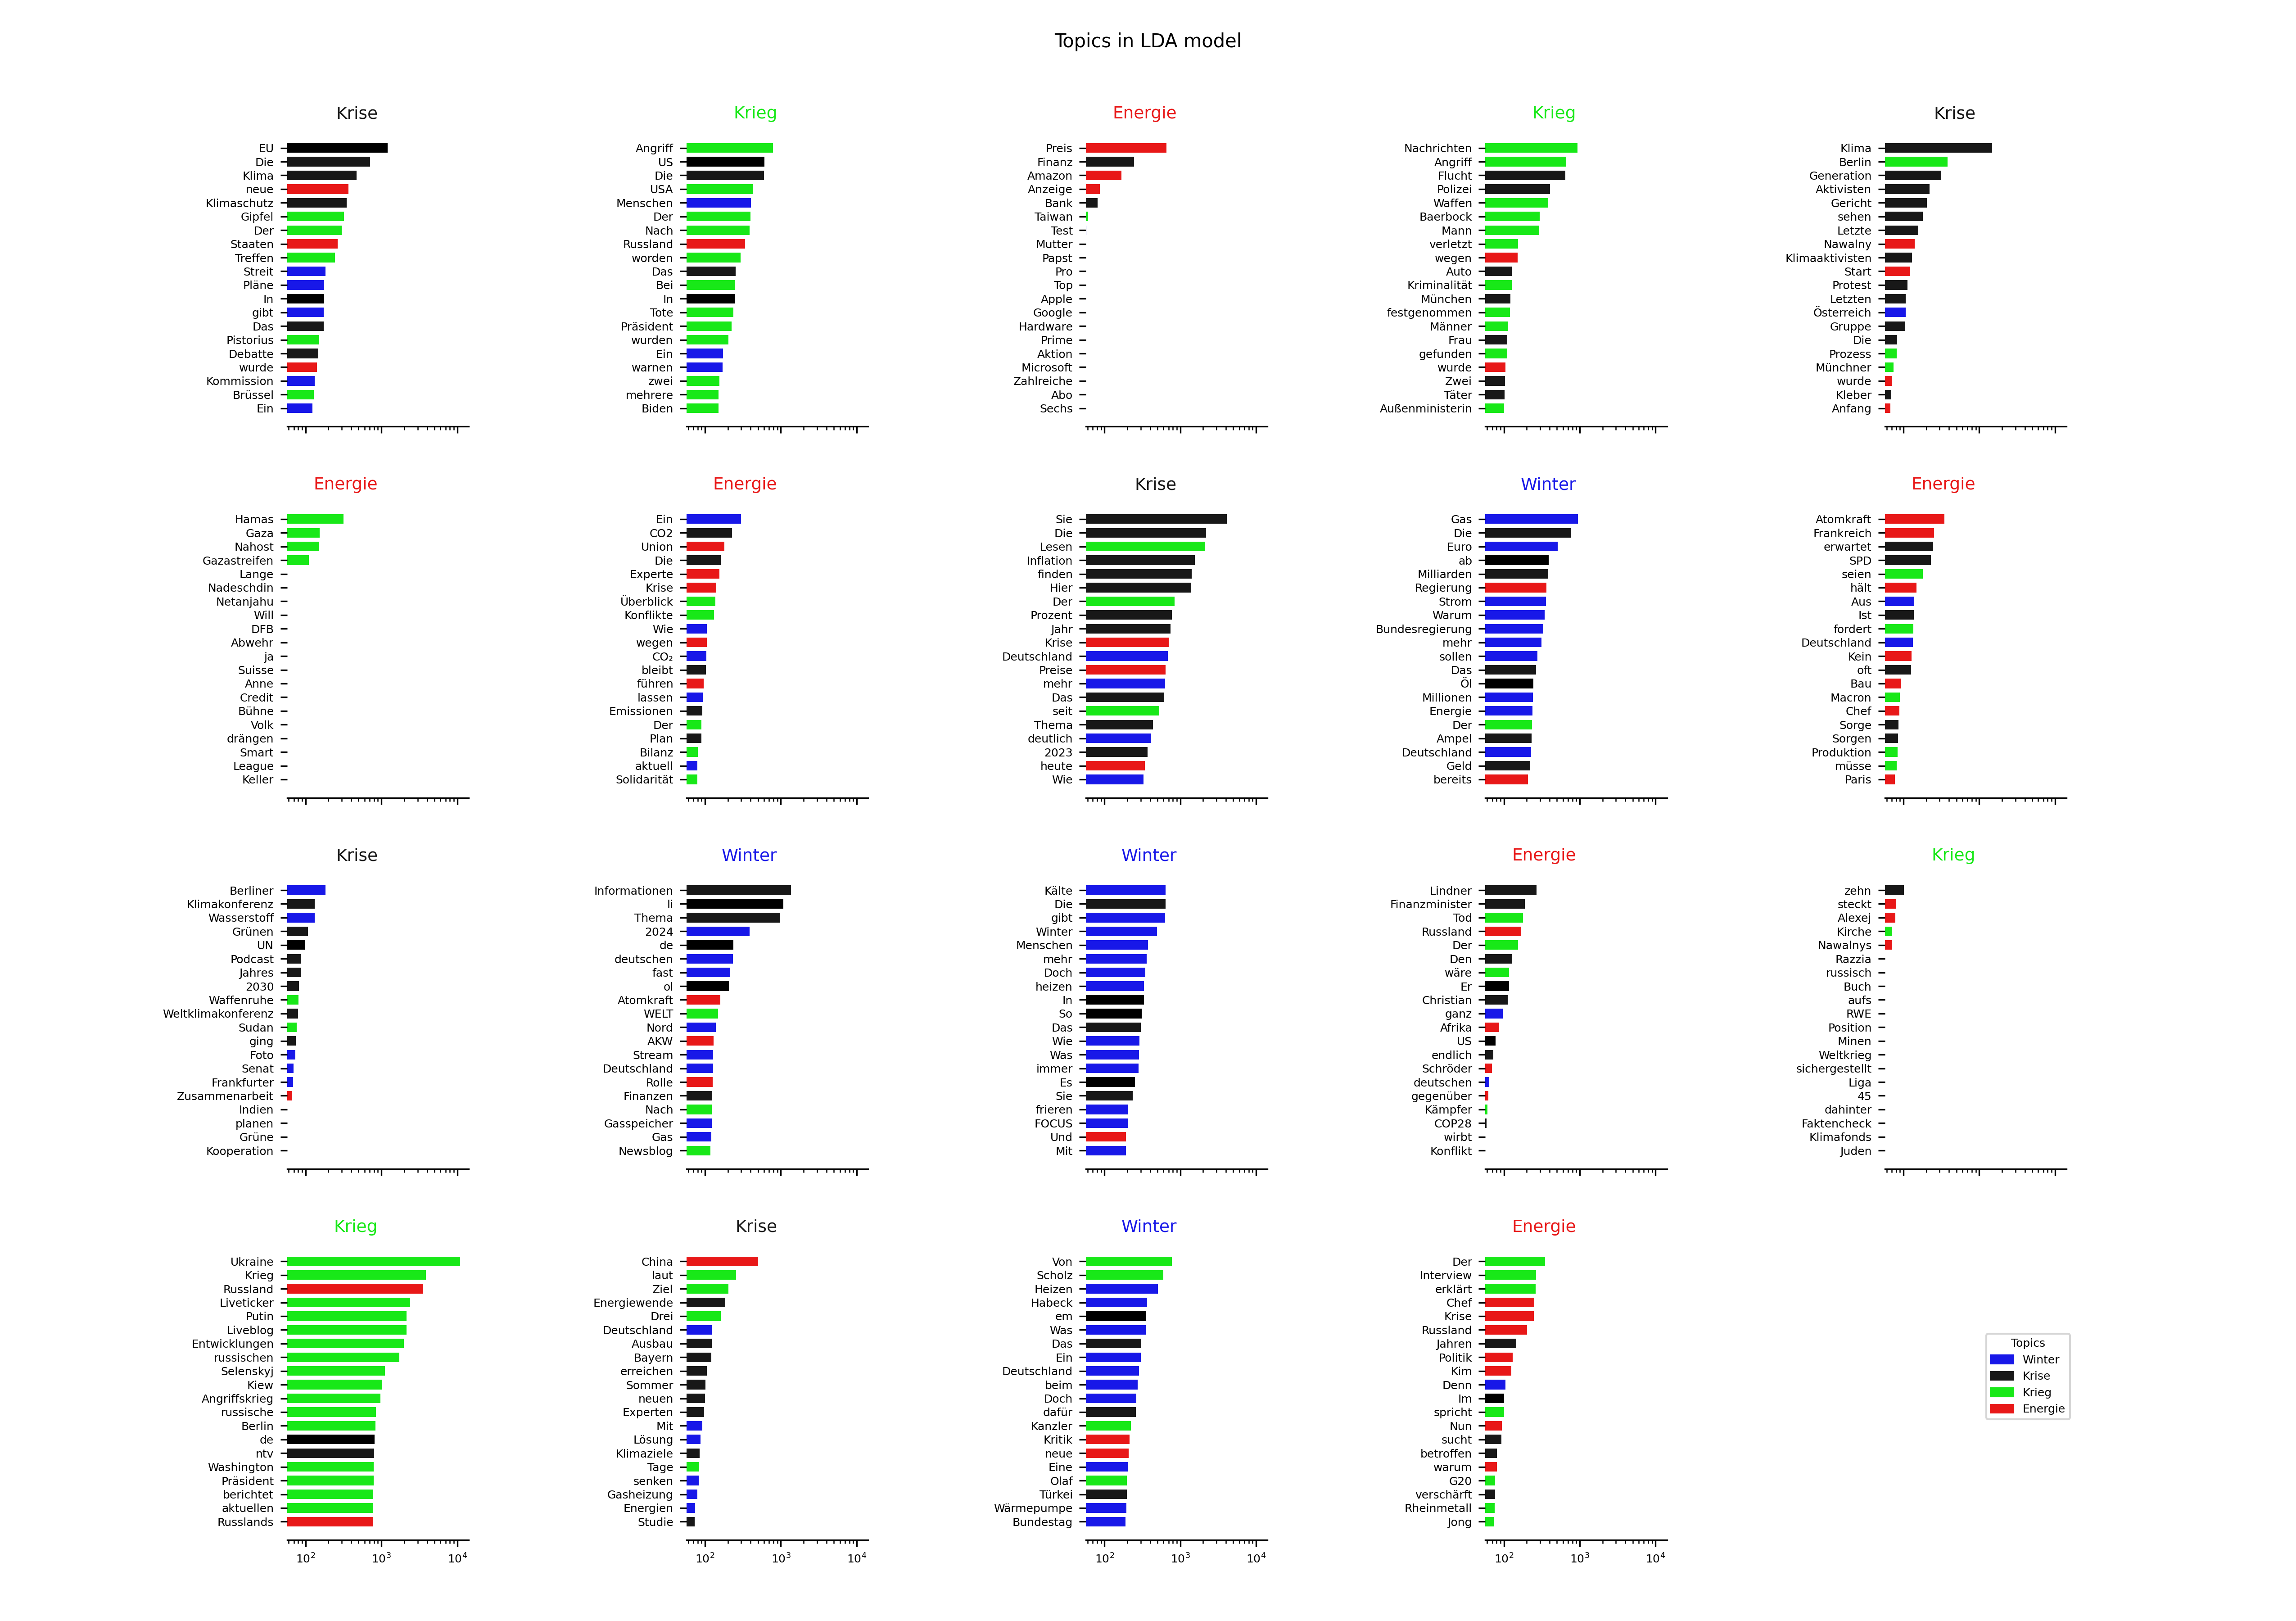 Topics in LDA model
Krise
EU
Die
Klima
neue
Klimaschutz
Gipfel
Der
Staaten
Treffen
Streit
Pläne
In
gibt
Das
Pistorius
Debatte
wurde
Kommission
Brüssel
Ein
Krieg
Angriff
US
Die
USA
Menschen
Der
Nach
Russland
worden
Das
Bei
In
Tote
Präsident
wurden
Ein
warnen
zwei
mehrere
Biden
Energie
Preis
Finanz
Amazon
Anzeige
Bank
Taiwan
Test
Mutter
Papst
Pro
Top
Apple
Google
Hardware
Prime
Aktion
Microsoft
Zahlreiche
Abo
Sechs
Krieg
Nachrichten
Angriff
Flucht
Polizei
Waffen
Baerbock
Mann
verletzt
wegen
Auto
Kriminalität
München
festgenommen
Männer
Frau
gefunden
wurde
Zwei
Täter
Außenministerin
Krise
Klima
Berlin
Generation
Aktivisten
Gericht
sehen
Letzte
Nawalny
Klimaaktivisten
Start
Protest
Letzten
Österreich
Gruppe
Die
Prozess
Münchner
wurde
Kleber
Anfang
Energie
Hamas
Gaza
Nahost
Gazastreifen
Lange
Nadeschdin
Netanjahu
Will
DFB
Abwehr
ja
Suisse
Anne
Credit
Bühne
Volk
drängen
Smart
League
Keller
Energie
Ein
CO2
Union
Die
Experte
Krise
Überblick
Konflikte
Wie
wegen
CO₂
bleibt
führen
lassen
Emissionen
Der
Plan
Bilanz
aktuell
Solidarität
Krise
Sie
Die
Lesen
Inflation
finden
Hier
Der
Prozent
Jahr
Krise
Deutschland
Preise
mehr
Das
seit
Thema
deutlich
2023
heute
Wie
Winter
Gas
Die
Euro
ab
Milliarden
Regierung
Strom
Warum
Bundesregierung
mehr
sollen
Das
Öl
Millionen
Energie
Der
Ampel
Deutschland
Geld
bereits
Energie
Atomkraft
Frankreich
erwartet
SPD
seien
hält
Aus
Ist
fordert
Deutschland
Kein
oft
Bau
Macron
Chef
Sorge
Sorgen
Produktion
müsse
Paris
Krise
Berliner
Klimakonferenz
Wasserstoff
Grünen
UN
Podcast
Jahres
2030
Waffenruhe
Weltklimakonferenz
Sudan
ging
Foto
Senat
Frankfurter
Zusammenarbeit
Indien
planen
Grüne
Kooperation
Winter
Informationen
li
Thema
2024
de
deutschen
fast
ol
Atomkraft
WELT
Nord
AKW
Stream
Deutschland
Rolle
Finanzen
Nach
Gasspeicher
Gas
Newsblog
Winter
Kälte
Die
gibt
Winter
Menschen
mehr
Doch
heizen
In
So
Das
Wie
Was
immer
Es
Sie
frieren
FOCUS
Und
Mit
Energie
Lindner
Finanzminister
Tod
Russland
Der
Den
wäre
Er
Christian
ganz
Afrika
US
endlich
Schröder
deutschen
gegenüber
Kämpfer
COP28
wirbt
Konflikt
Krieg
zehn
steckt
Alexej
Kirche
Nawalnys
Razzia
russisch
Buch
aufs
RWE
Position
Minen
Weltkrieg
sichergestellt
Liga
45
dahinter
Faktencheck
Klimafonds
Juden
Krieg
Ukraine
Krieg
Russland
Liveticker
Putin
Liveblog
Entwicklungen
russischen
Selenskyj
Kiew
Angriffskrieg
russische
Berlin
de
ntv
Washington
Präsident
berichtet
aktuellen
Russlands
10² 10³ 10⁴
Krise
China
laut
Ziel
Energiewende
Drei
Deutschland
Ausbau
Bayern
erreichen
Sommer
neuen
Experten
Mit
Lösung
Klimaziele
Tage
senken
Gasheizung
Energien
Studie
10² 10³ 10⁴
Winter
Von
Scholz
Heizen
Habeck
em
Was
Das
Ein
Deutschland
beim
Doch
dafür
Kanzler
Kritik
neue
Eine
Olaf
Türkei
Wärmepumpe
Bundestag
10² 10³ 10⁴
Energie
Der
Interview
erklärt
Chef
Krise
Russland
Jahren
Politik
Kim
Denn
Im
spricht
Nun
sucht
betroffen
warum
G20
verschärft
Rheinmetall
Jong
10² 10³ 10⁴
Topics
Winter
Krise
Krieg
Energie